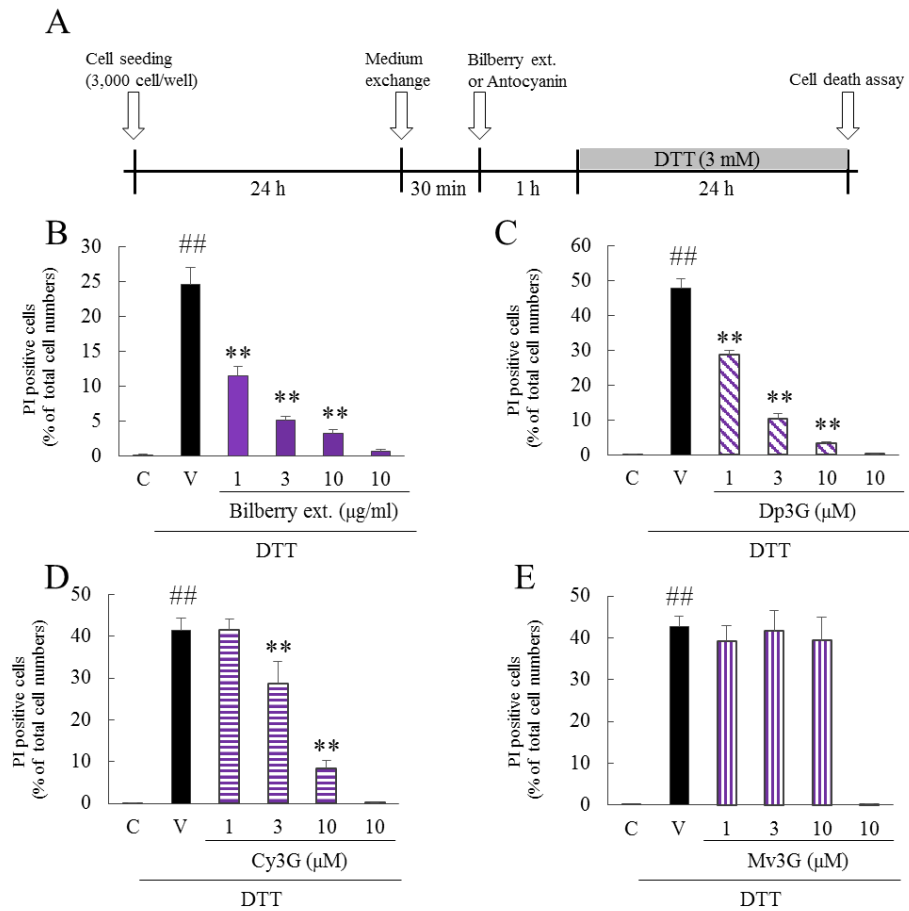 A
Cell seeding
(3,000 cell/well)
Medium
exchange
Bilberry ext.
or Antocyanin
Cell death assay
DTT (3 mM)
24 h
30 min
1 h
24 h
B
PI positive cells
(% of total cell numbers)
30
25
20
15
10
5
0
##
**
**
**
C V 1 3 10 10
Bilberry ext. (μg/ml)
DTT
C
PI positive cells
(% of total cell numbers)
60
50
40
30
20
10
0
##
**
**
**
C V 1 3 10 10
Dp3G (μM)
DTT
D
PI positive cells
(% of total cell numbers)
50
40
30
20
10
0
##
**
**
C V 1 3 10 10
Cy3G (μM)
DTT
E
PI positive cells
(% of total cell numbers)
50
40
30
20
10
0
##
C V 1 3 10 10
Mv3G (μM)
DTT